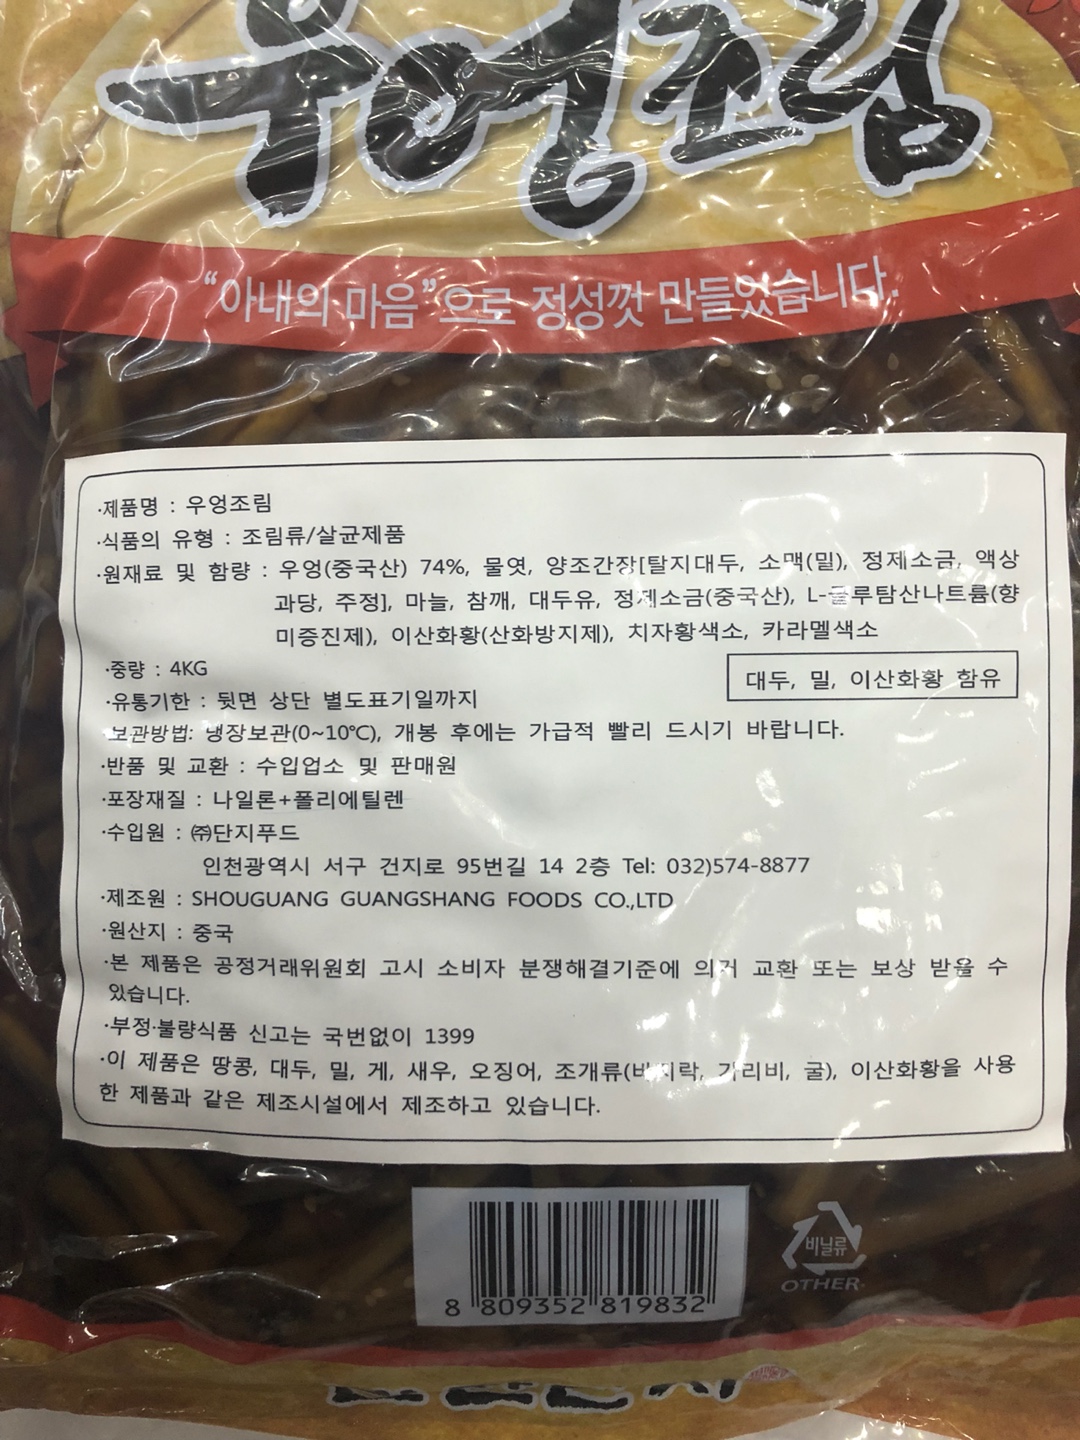 우엉조림
“아내의 마음”으로 정성껏 만들었습니다.
·제품명 : 우엉조림
·식품의 유형 : 조림류/살균제품
·원재료 및 함량 : 우엉(중국산) 74%, 물엿, 양조간장[탈지대두, 소맥(밀), 정제소금, 액상
과당, 주정], 마늘, 참깨, 대두유, 정제소금(중국산), L-글루탐산나트륨(향
미증진제), 이산화황(산화방지제), 치자황색소, 카라멜색소
·중량 : 4KG
대두, 밀, 이산화황 함유
·유통기한 : 뒷면 상단 별도표기일까지
·보관방법: 냉장보관(0~10℃), 개봉 후에는 가급적 빨리 드시기 바랍니다.
·반품 및 교환 : 수입업소 및 판매원
·포장재질 : 나일론+폴리에틸렌
·수입원 : ㈜단지푸드
인천광역시 서구 건지로 95번길 14 2층 Tel: 032)574-8877
·제조원 : SHOUGUANG GUANGSHANG FOODS CO.,LTD
·원산지 : 중국
·본 제품은 공정거래위원회 고시 소비자 분쟁해결기준에 의거 교환 또는 보상 받을 수
있습니다.
·부정·불량식품 신고는 국번없이 1399
·이 제품은 땅콩, 대두, 밀, 게, 새우, 오징어, 조개류(바지락, 가리비, 굴), 이산화황을 사용
한 제품과 같은 제조시설에서 제조하고 있습니다.
8 809352 819832
비닐류
OTHER